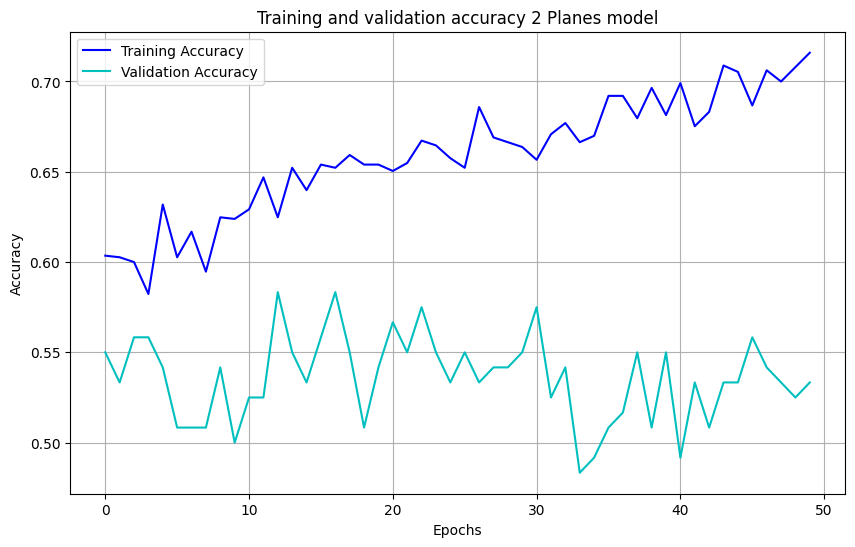 Training and validation accuracy 2 Planes model
Training Accuracy
Validation Accuracy
Accuracy
0.70
0.65
0.60
0.55
0.50
0
10
20
30
40
50
Epochs